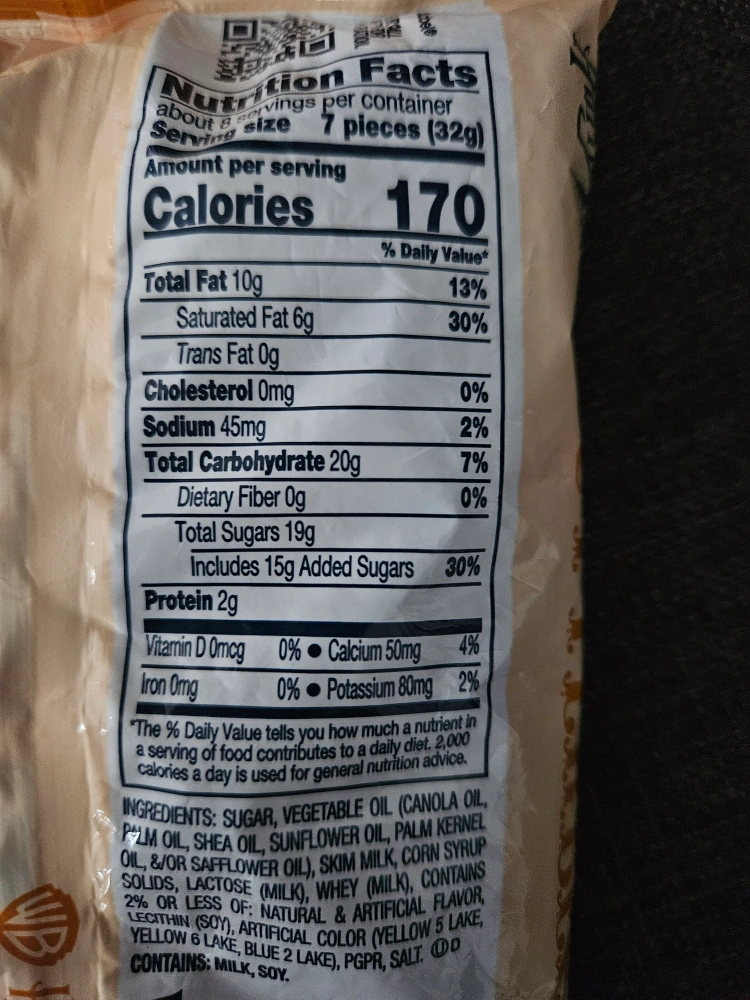 Nutrition Facts
about 8 servings per container
Serving size 7 pieces (32g)
Amount per serving
Calories 170
% Daily Value*
Total Fat 10g 13%
Saturated Fat 6g 30%
Trans Fat 0g
Cholesterol 0mg 0%
Sodium 45mg 2%
Total Carbohydrate 20g 7%
Dietary Fiber 0g 0%
Total Sugars 19g
Includes 15g Added Sugars 30%
Protein 2g
Vitamin D 0mcg 0% ● Calcium 50mg 4%
Iron 0mg 0% ● Potassium 80mg 2%
*The % Daily Value tells you how much a nutrient in
a serving of food contributes to a daily diet. 2,000
calories a day is used for general nutrition advice.
INGREDIENTS: SUGAR, VEGETABLE OIL (CANOLA OIL,
PALM OIL, SHEA OIL, SUNFLOWER OIL, PALM KERNEL
OIL, &/OR SAFFLOWER OIL), SKIM MILK, CORN SYRUP
SOLIDS, LACTOSE (MILK), WHEY (MILK), CONTAINS
2% OR LESS OF: NATURAL & ARTIFICIAL FLAVOR,
LECITHIN (SOY), ARTIFICIAL COLOR (YELLOW 5 LAKE,
YELLOW 6 LAKE, BLUE 2 LAKE), PGPR, SALT. Ⓤ D
CONTAINS: MILK, SOY.
WB